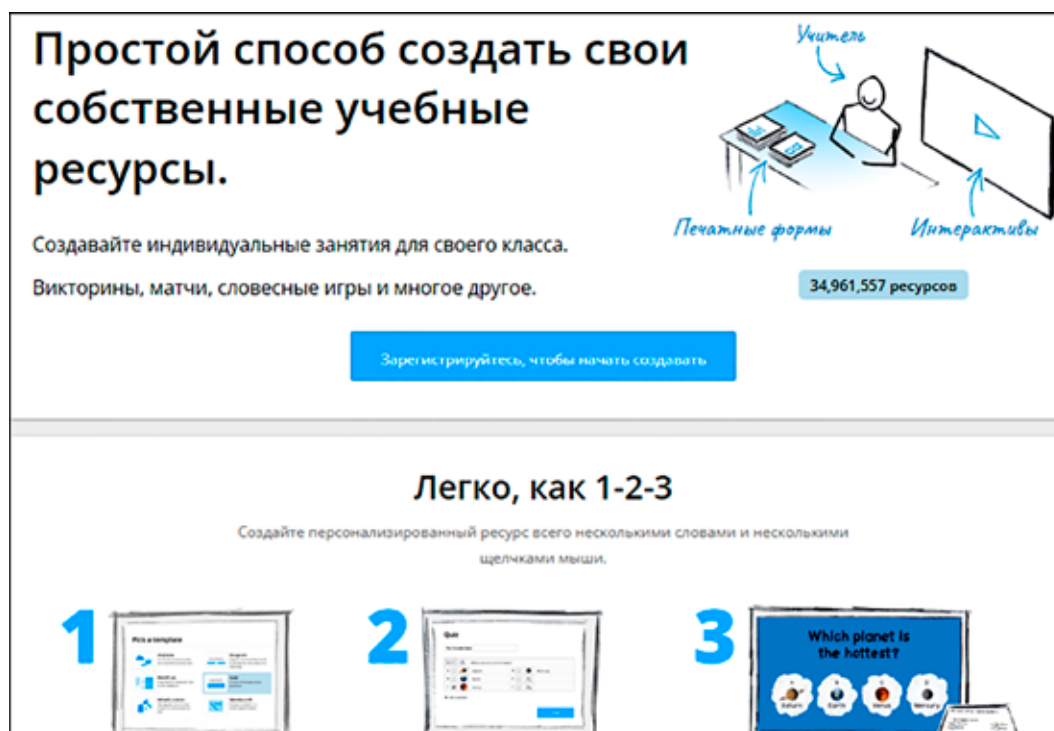 Простой способ создать свои
собственные учебные
ресурсы.
Создавайте индивидуальные занятия для своего класса.
Викторины, матчи, словесные игры и многое другое.
Учитель
Печатные формы
Интерактивы
34,961,557 ресурсов
Зарегистрируйтесь, чтобы начать создавать
Легко, как 1-2-3
Создайте персонализированный ресурс всего несколькими словами и несколькими
щелчками мыши.
1
Pick a template
2
Quiz
3
Which planet is
the hottest?
Saturn Earth Venus Mercury